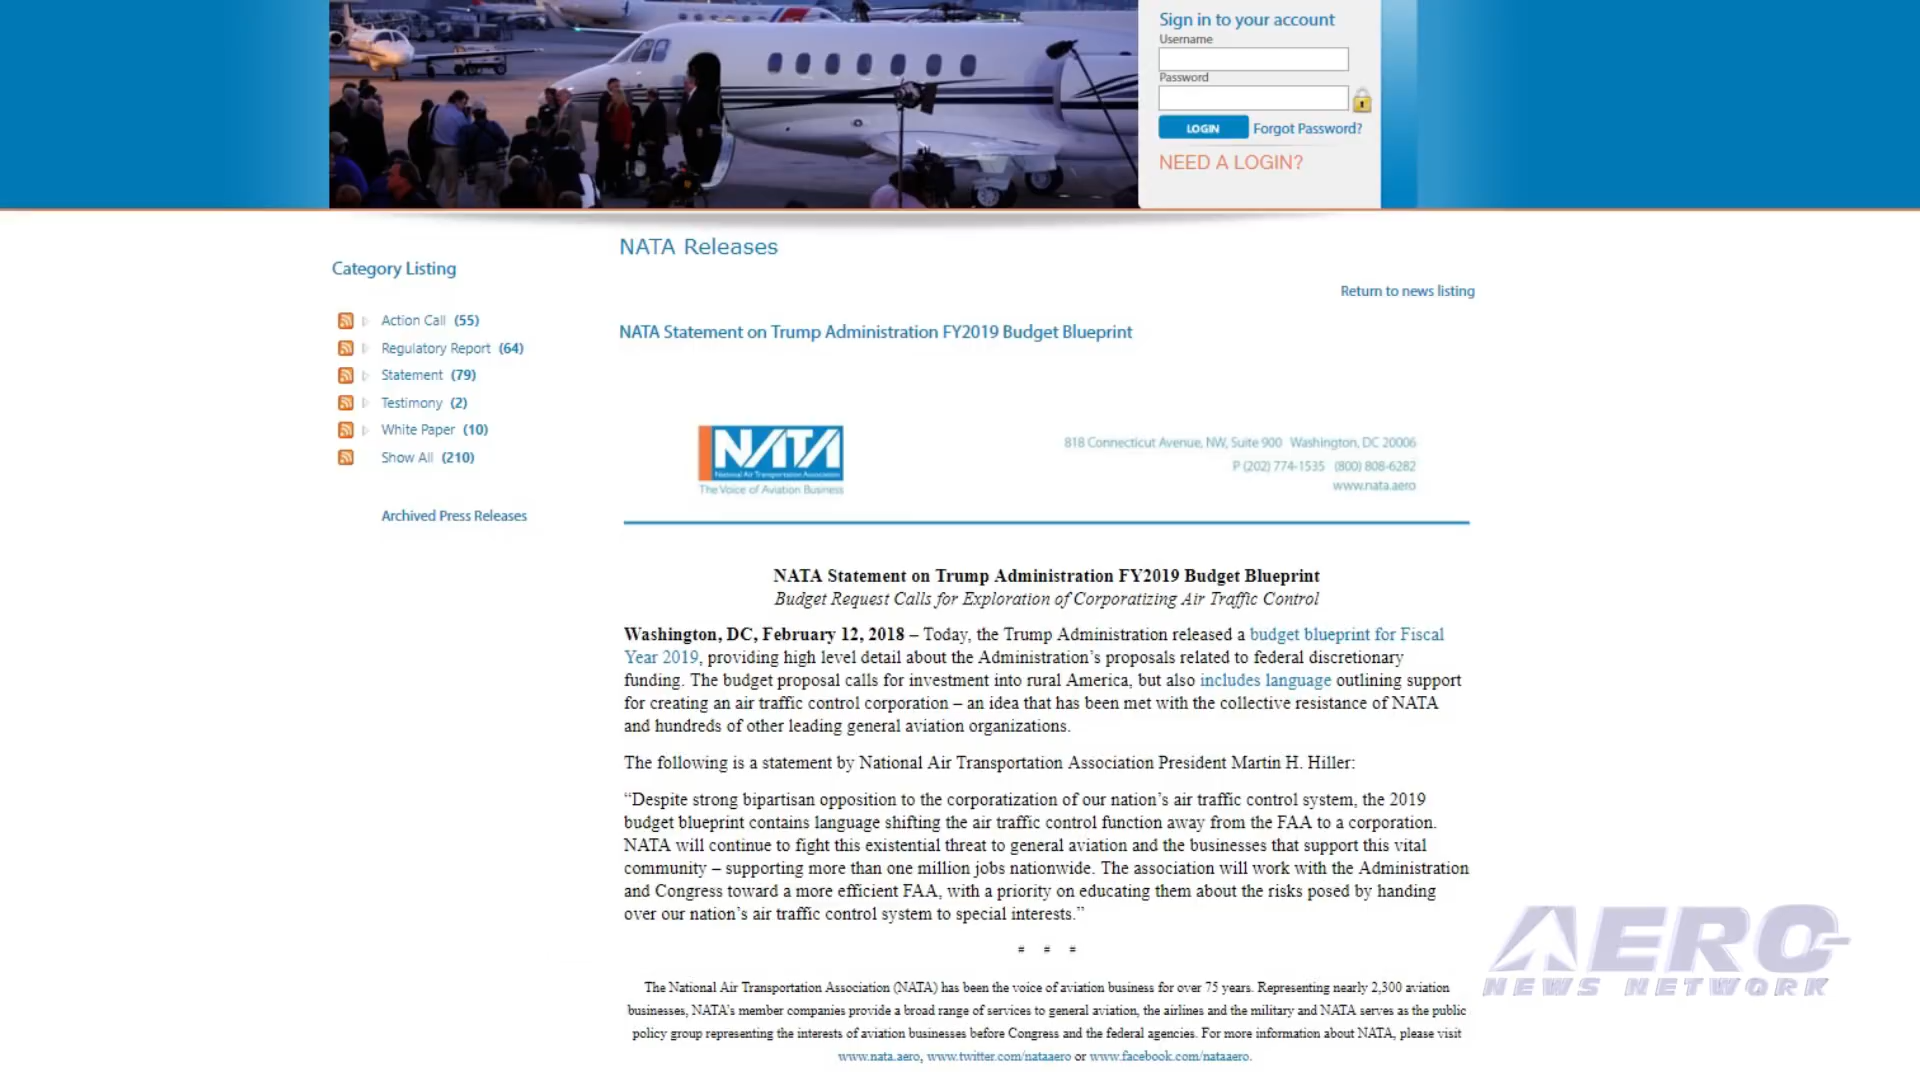 Sign in to your account
Username
Password
LOGIN Forgot Password?
NEED A LOGIN?
NATA Releases
Category Listing
Return to news listing
Action Call (55)
NATA Statement on Trump Administration FY2019 Budget Blueprint
Regulatory Report (64)
Statement (79)
Testimony (2)
White Paper (10)
Show All (210)
Archived Press Releases
NATA
National Air Transportation Association
The Voice of Aviation Business
818 Connecticut Avenue, NW, Suite 900 Washington, DC 20006
P (202) 774-1535 (800) 808-6282
www.nata.aero
NATA Statement on Trump Administration FY2019 Budget Blueprint
Budget Request Calls for Exploration of Corporatizing Air Traffic Control
Washington, DC, February 12, 2018 – Today, the Trump Administration released a budget blueprint for Fiscal
Year 2019, providing high level detail about the Administration’s proposals related to federal discretionary
funding. The budget proposal calls for investment into rural America, but also includes language outlining support
for creating an air traffic control corporation – an idea that has been met with the collective resistance of NATA
and hundreds of other leading general aviation organizations.
The following is a statement by National Air Transportation Association President Martin H. Hiller:
“Despite strong bipartisan opposition to the corporatization of our nation’s air traffic control system, the 2019
budget blueprint contains language shifting the air traffic control function away from the FAA to a corporation.
NATA will continue to fight this existential threat to general aviation and the businesses that support this vital
community – supporting more than one million jobs nationwide. The association will work with the Administration
and Congress toward a more efficient FAA, with a priority on educating them about the risks posed by handing
over our nation’s air traffic control system to special interests.”
# # #
The National Air Transportation Association (NATA) has been the voice of aviation business for over 75 years. Representing nearly 2,300 aviation
businesses, NATA's member companies provide a broad range of services to general aviation, the airlines and the military and NATA serves as the public
policy group representing the interests of aviation businesses before Congress and the federal agencies. For more information about NATA, please visit
www.nata.aero, www.twitter.com/nataaero or www.facebook.com/nataaero.
AERO
NEWS NETWORK